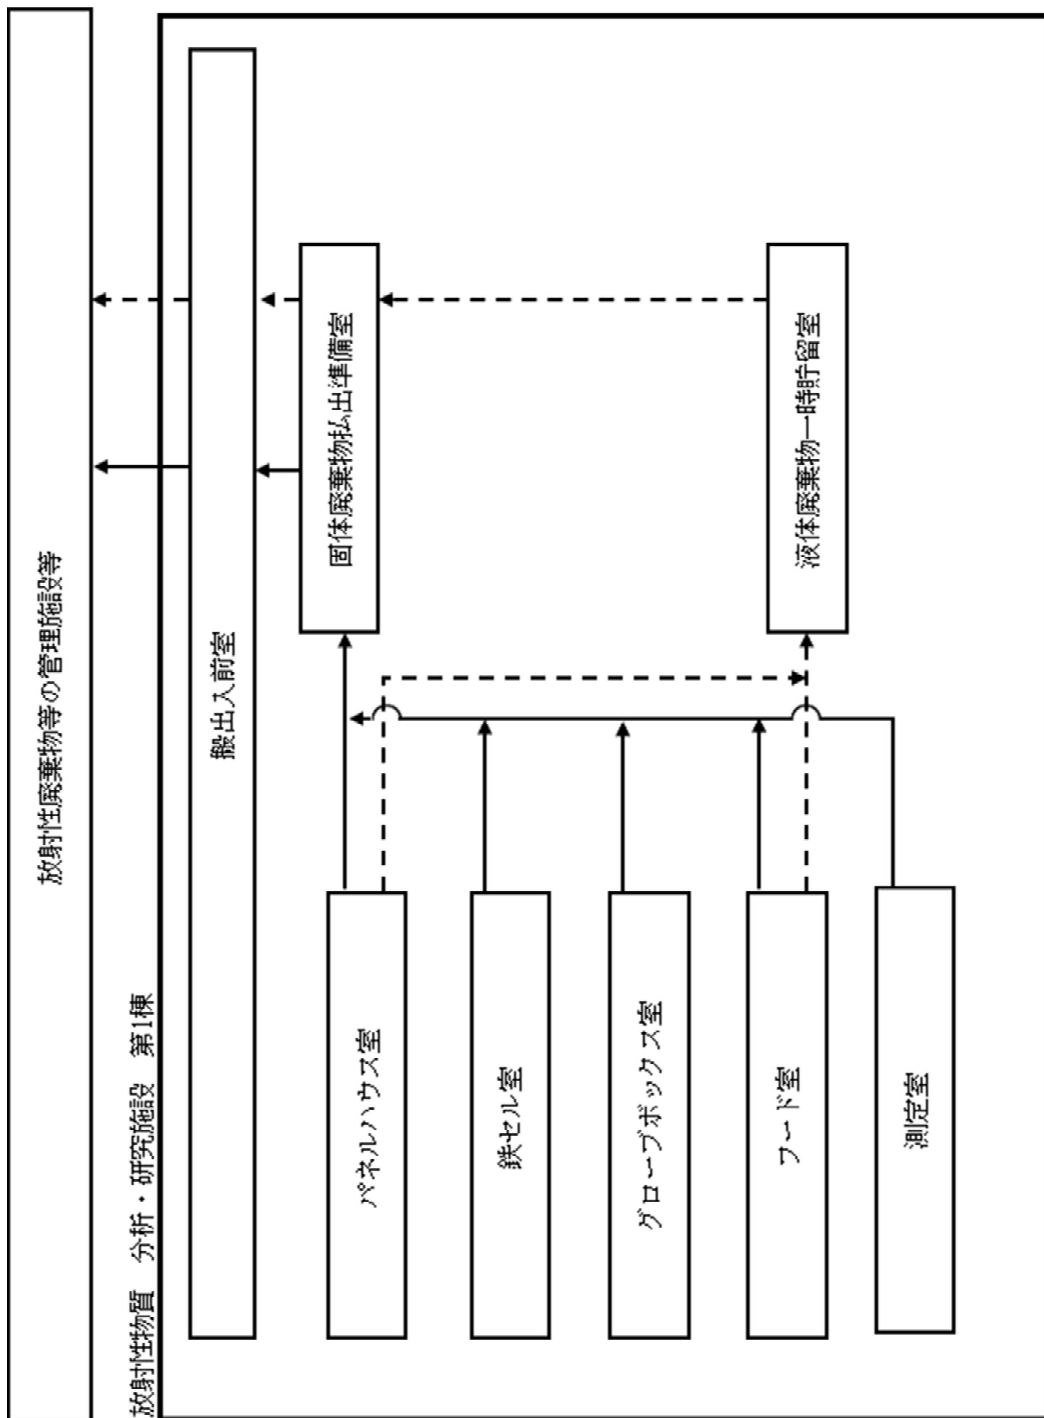 放射性廃棄物等の管理施設等
放射性物質　分析・研究施設　第1棟
搬出入前室
固体廃棄物払出準備室
液体廃棄物一時貯留室
パネルハウス室
鉄セル室
グローブボックス室
フード室
測定室